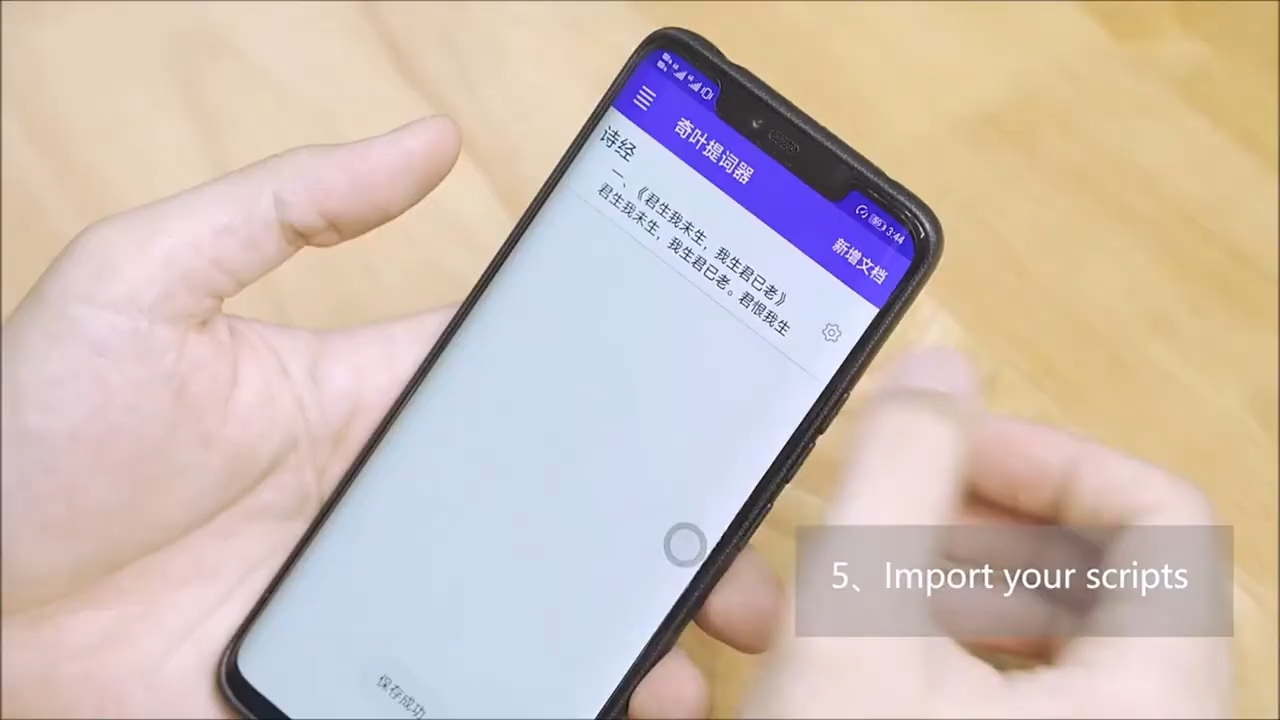 3:44
奇叶提词器
新增文档
诗经
一、《君生我未生，我生君已老》
君生我未生，我生君已老。君恨我生
保存成功
5、Import your scripts